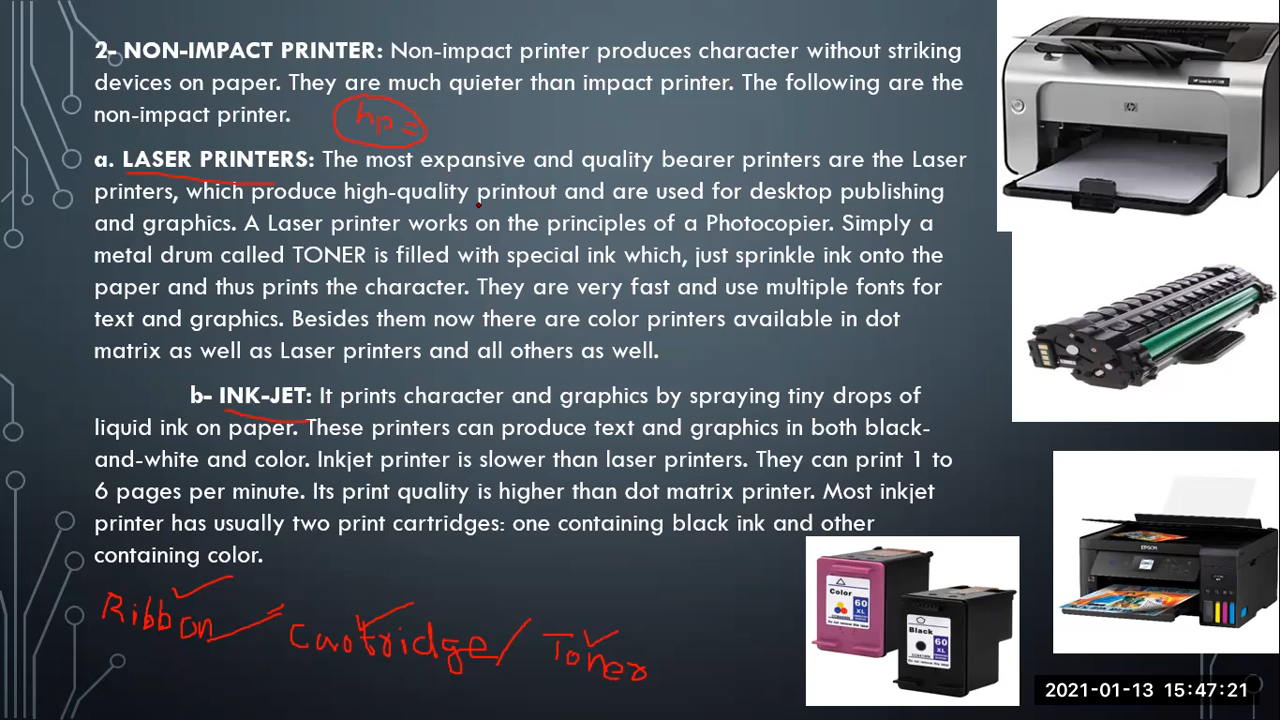 2- NON-IMPACT PRINTER: Non-impact printer produces character without striking
devices on paper. They are much quieter than impact printer. The following are the
non-impact printer.
hp =
a. LASER PRINTERS: The most expansive and quality bearer printers are the Laser
printers, which produce high-quality printout and are used for desktop publishing
and graphics. A Laser printer works on the principles of a Photocopier. Simply a
metal drum called TONER is filled with special ink which, just sprinkle ink onto the
paper and thus prints the character. They are very fast and use multiple fonts for
text and graphics. Besides them now there are color printers available in dot
matrix as well as Laser printers and all others as well.
b- INK-JET: It prints character and graphics by spraying tiny drops of
liquid ink on paper. These printers can produce text and graphics in both black-
and-white and color. Inkjet printer is slower than laser printers. They can print 1 to
6 pages per minute. Its print quality is higher than dot matrix printer. Most inkjet
printer has usually two print cartridges: one containing black ink and other
containing color.
Ribbon Cartridge / Toner
hp
EPSON
Color
60
XL
Black
60
XL
2021-01-13 15:47:21